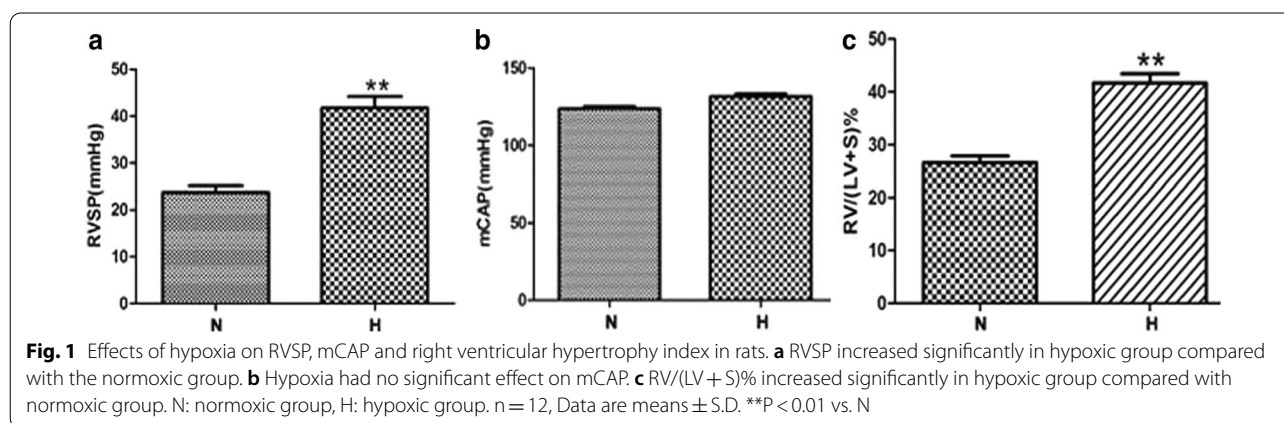 a
50
40
30
20
10
0
RVSP(mmHg)
**
N
H
b
150
100
50
0
mCAP(mmHg)
N
H
c
50
40
30
20
10
0
RV/(LV+S)%
**
N
H
Fig. 1 Effects of hypoxia on RVSP, mCAP and right ventricular hypertrophy index in rats. a RVSP increased significantly in hypoxic group compared
with the normoxic group. b Hypoxia had no significant effect on mCAP. c RV/(LV + S)% increased significantly in hypoxic group compared with
normoxic group. N: normoxic group, H: hypoxic group. n = 12, Data are means ± S.D. **P < 0.01 vs. N